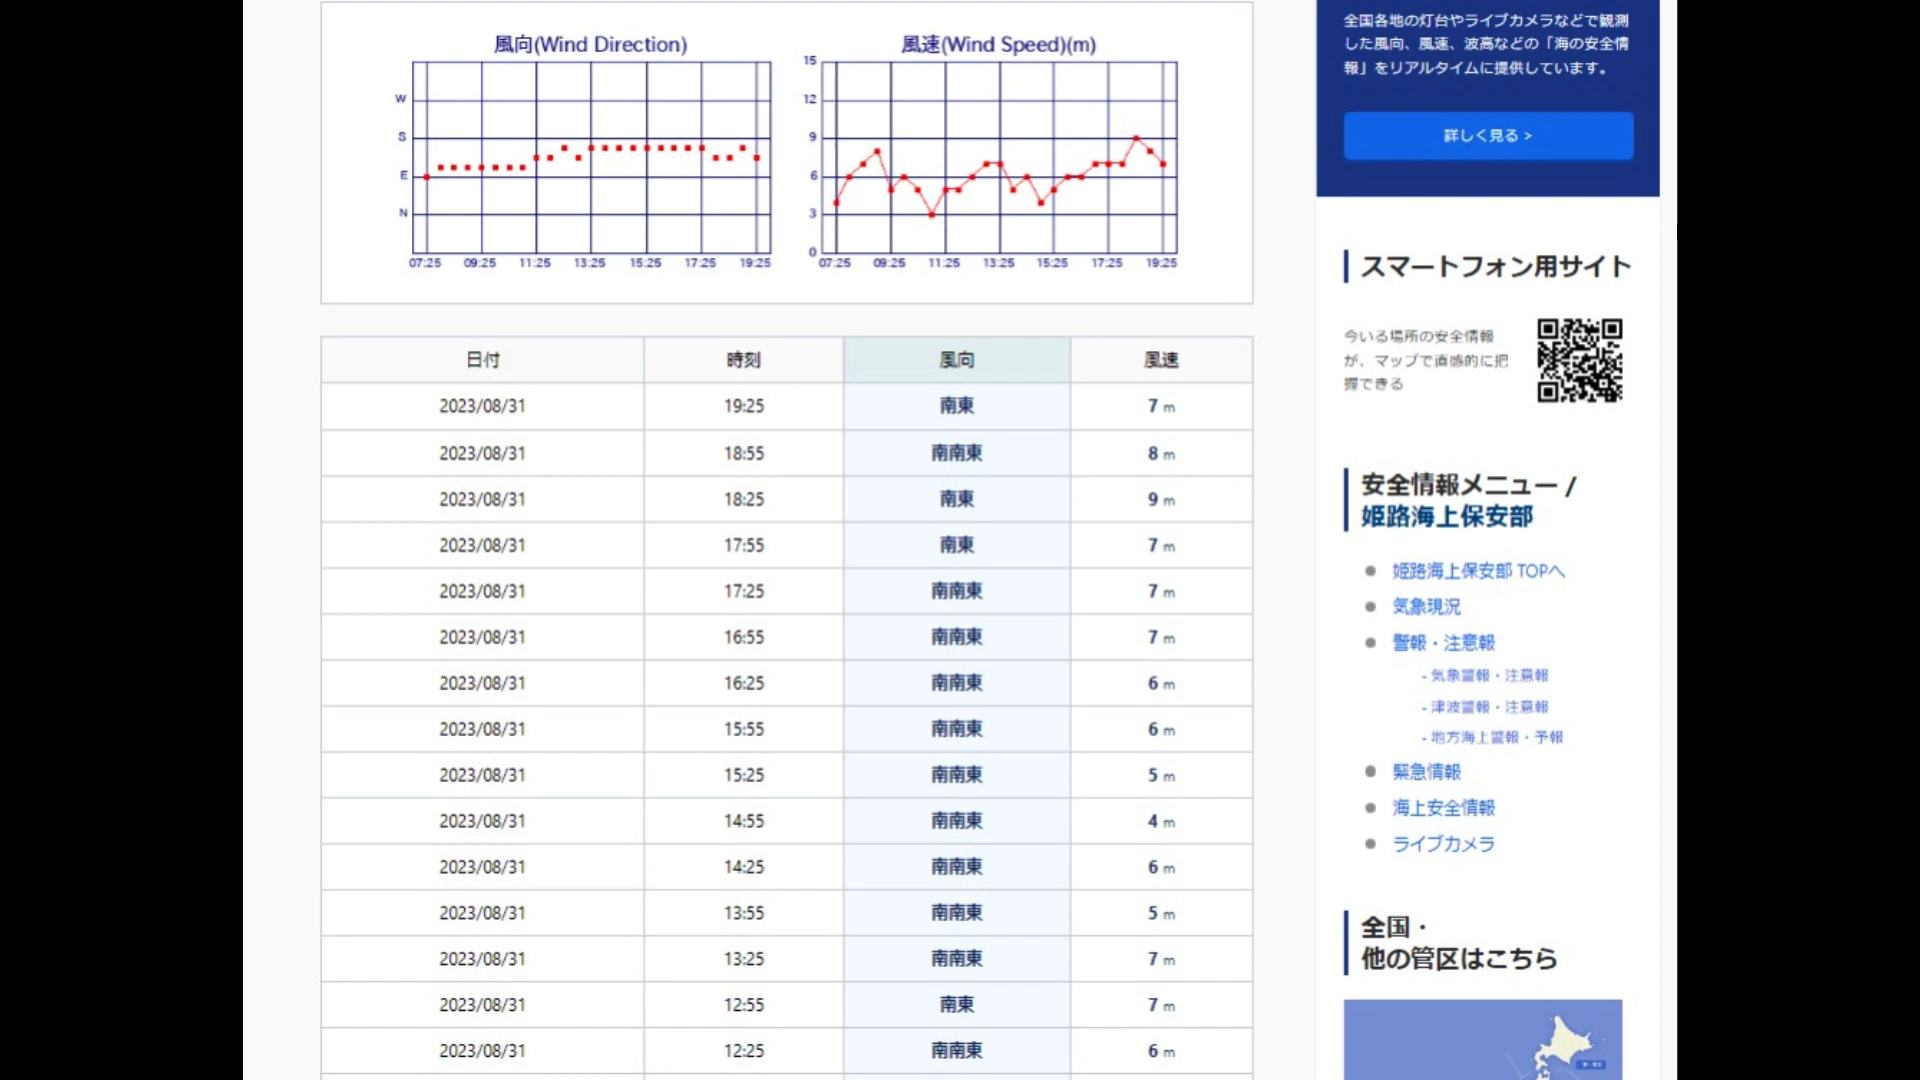 風向(Wind Direction)
W
S
E
N
07:25 09:25 11:25 13:25 15:25 17:25 19:25
風速(Wind Speed)(m)
15
12
9
6
3
0
07:25 09:25 11:25 13:25 15:25 17:25 19:25
日付 時刻 風向 風速
2023/08/31 19:25 南東 7 m
2023/08/31 18:55 南南東 8 m
2023/08/31 18:25 南東 9 m
2023/08/31 17:55 南東 7 m
2023/08/31 17:25 南南東 7 m
2023/08/31 16:55 南南東 7 m
2023/08/31 16:25 南南東 6 m
2023/08/31 15:55 南南東 6 m
2023/08/31 15:25 南南東 5 m
2023/08/31 14:55 南南東 4 m
2023/08/31 14:25 南南東 6 m
2023/08/31 13:55 南南東 5 m
2023/08/31 13:25 南南東 7 m
2023/08/31 12:55 南東 7 m
2023/08/31 12:25 南南東 6 m
全国各地の灯台やライブカメラなどで観測
した風向、風速、波高などの「海の安全情
報」をリアルタイムに提供しています。
詳しく見る >
スマートフォン用サイト
今いる場所の安全情報
が、マップで直感的に把
握できる
安全情報メニュー /
姫路海上保安部
姫路海上保安部 TOPへ
気象現況
警報・注意報
- 気象警報・注意報
- 津波警報・注意報
- 地方海上警報・予報
緊急情報
海上安全情報
ライブカメラ
全国・
他の管区はこちら